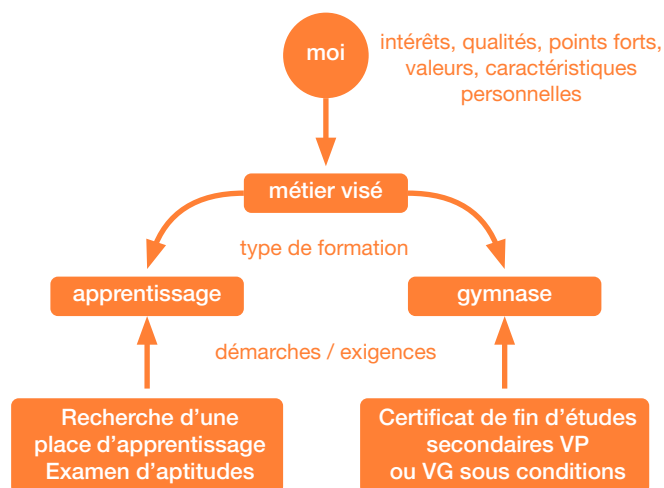 moi
intérêts, qualités, points forts,
valeurs, caractéristiques
personnelles
métier visé
type de formation
apprentissage
gymnase
démarches / exigences
Recherche d’une
place d’apprentissage
Examen d’aptitudes
Certificat de fin d’études
secondaires VP
ou VG sous conditions